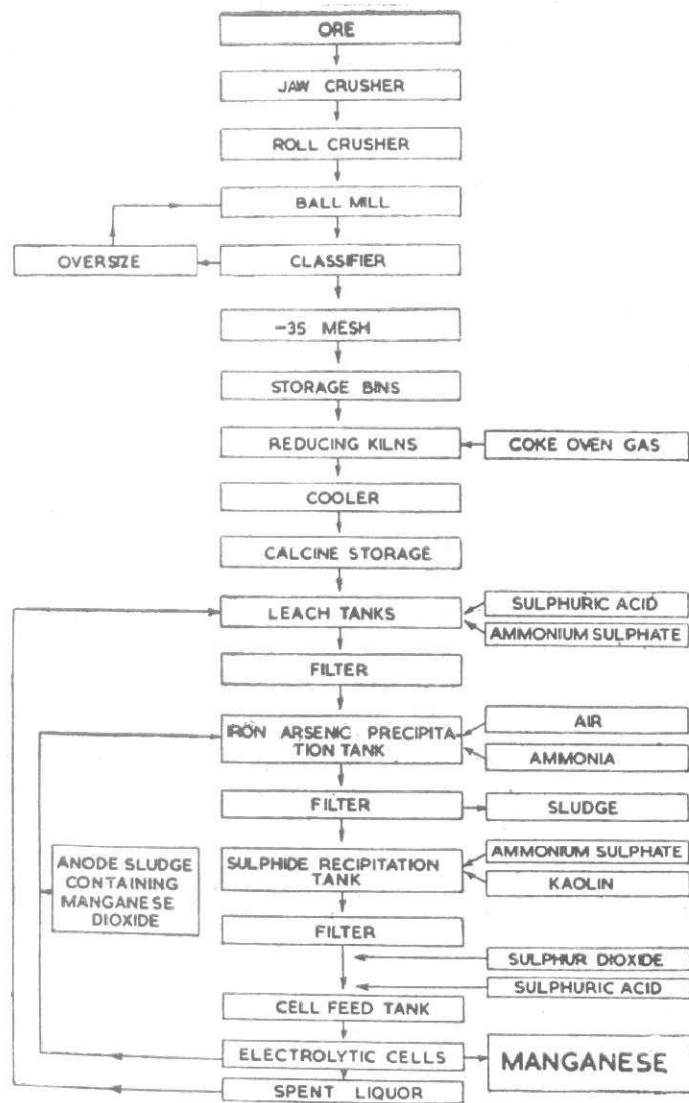 ORE
JAW CRUSHER
ROLL CRUSHER
BALL MILL
OVERSIZE
CLASSIFIER
-35 MESH
STORAGE BINS
REDUCING KILNS
COKE OVEN GAS
COOLER
CALCINE STORAGE
LEACH TANKS
SULPHURIC ACID
AMMONIUM SULPHATE
FILTER
IRON ARSENIC PRECIPITA
TION TANK
AIR
AMMONIA
FILTER
SLUDGE
ANODE SLUDGE
CONTAINING
MANGANESE
DIOXIDE
SULPHIDE RECIPITATION
TANK
AMMONIUM SULPHATE
KAOLIN
FILTER
SULPHUR DIOXIDE
SULPHURIC ACID
CELL FEED TANK
ELECTROLYTIC CELLS
MANGANESE
SPENT LIQUOR